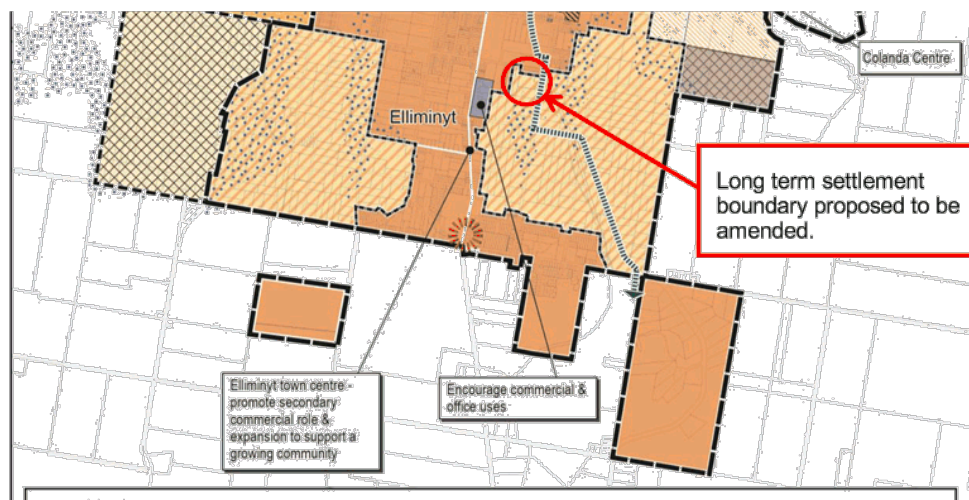 Colanda Centre
Elliminyt
Long term settlement
boundary proposed to be
amended.
Elliminyt town centre -
promote secondary
commercial role &
expansion to support a
growing community
Encourage commercial &
office uses